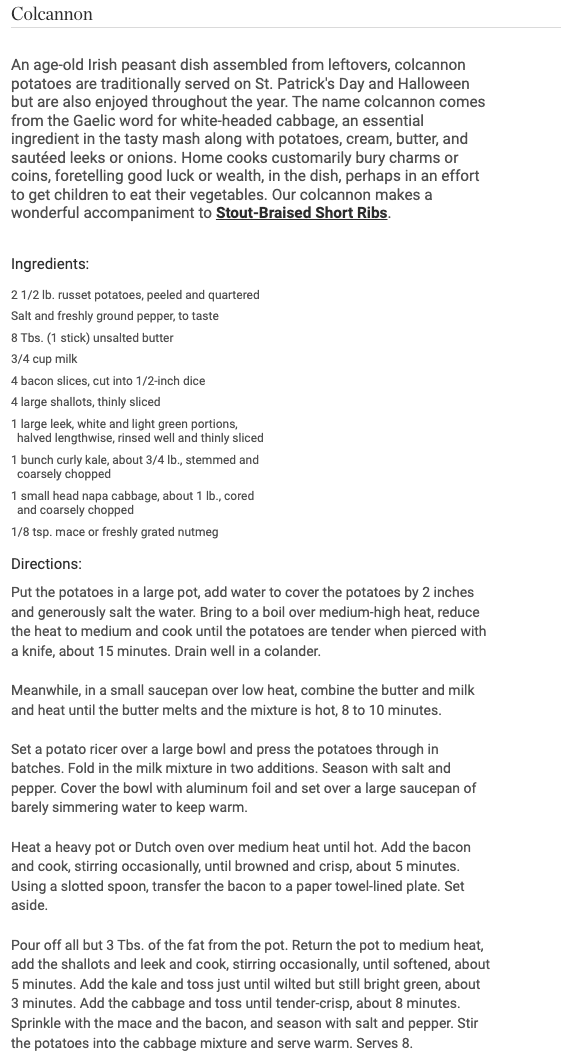 Colcannon
An age-old Irish peasant dish assembled from leftovers, colcannon
potatoes are traditionally served on St. Patrick's Day and Halloween
but are also enjoyed throughout the year. The name colcannon comes
from the Gaelic word for white-headed cabbage, an essential
ingredient in the tasty mash along with potatoes, cream, butter, and
sautéed leeks or onions. Home cooks customarily bury charms or
coins, foretelling good luck or wealth, in the dish, perhaps in an effort
to get children to eat their vegetables. Our colcannon makes a
wonderful accompaniment to Stout-Braised Short Ribs.
Ingredients:
2 1/2 lb. russet potatoes, peeled and quartered
Salt and freshly ground pepper, to taste
8 Tbs. (1 stick) unsalted butter
3/4 cup milk
4 bacon slices, cut into 1/2-inch dice
4 large shallots, thinly sliced
1 large leek, white and light green portions,
halved lengthwise, rinsed well and thinly sliced
1 bunch curly kale, about 3/4 lb., stemmed and
coarsely chopped
1 small head napa cabbage, about 1 lb., cored
and coarsely chopped
1/8 tsp. mace or freshly grated nutmeg
Directions:
Put the potatoes in a large pot, add water to cover the potatoes by 2 inches
and generously salt the water. Bring to a boil over medium-high heat, reduce
the heat to medium and cook until the potatoes are tender when pierced with
a knife, about 15 minutes. Drain well in a colander.
Meanwhile, in a small saucepan over low heat, combine the butter and milk
and heat until the butter melts and the mixture is hot, 8 to 10 minutes.
Set a potato ricer over a large bowl and press the potatoes through in
batches. Fold in the milk mixture in two additions. Season with salt and
pepper. Cover the bowl with aluminum foil and set over a large saucepan of
barely simmering water to keep warm.
Heat a heavy pot or Dutch oven over medium heat until hot. Add the bacon
and cook, stirring occasionally, until browned and crisp, about 5 minutes.
Using a slotted spoon, transfer the bacon to a paper towel-lined plate. Set
aside.
Pour off all but 3 Tbs. of the fat from the pot. Return the pot to medium heat,
add the shallots and leek and cook, stirring occasionally, until softened, about
5 minutes. Add the kale and toss just until wilted but still bright green, about
3 minutes. Add the cabbage and toss until tender-crisp, about 8 minutes.
Sprinkle with the mace and the bacon, and season with salt and pepper. Stir
the potatoes into the cabbage mixture and serve warm. Serves 8.